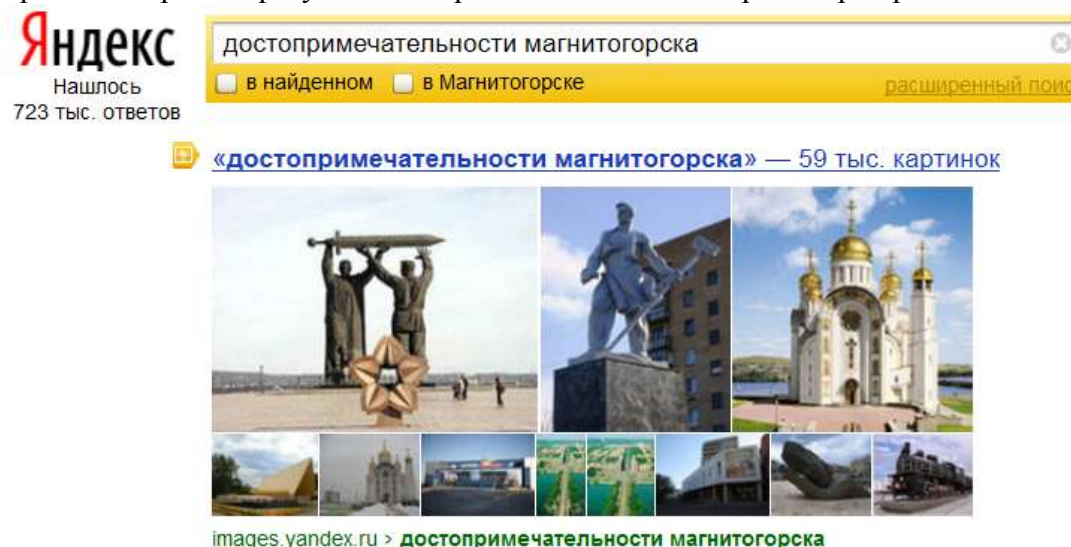 Яндекс
Нашлось
723 тыс. ответов
достопримечательности магнитогорска
в найденном в Магнитогорске
расширенный поис
«достопримечательности магнитогорска» — 59 тыс. картинок
images.yandex.ru > достопримечательности магнитогорска